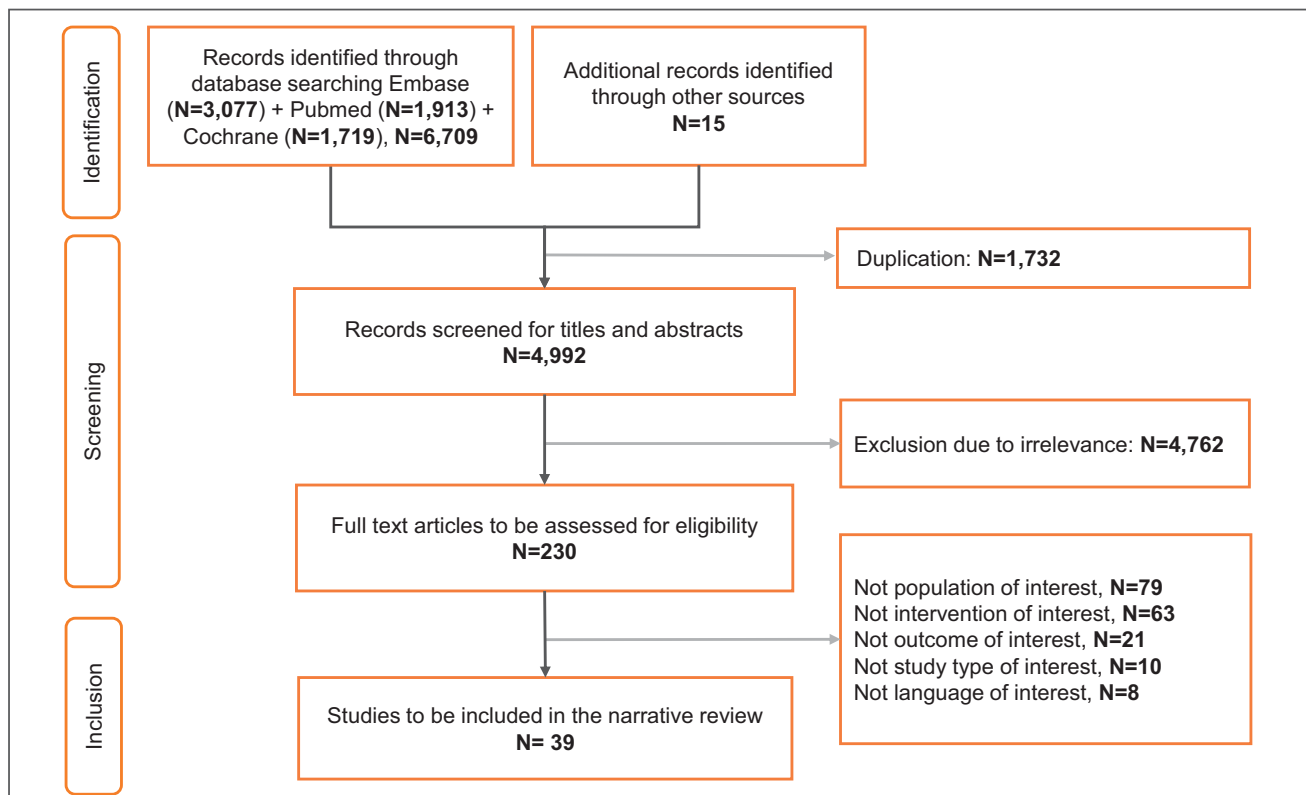 Identification
Records identified through
database searching Embase
(N=3,077) + Pubmed (N=1,913) +
Cochrane (N=1,719), N=6,709
Additional records identified
through other sources
N=15
Screening
Duplication: N=1,732
Records screened for titles and abstracts
N=4,992
Exclusion due to irrelevance: N=4,762
Full text articles to be assessed for eligibility
N=230
Not population of interest, N=79
Not intervention of interest, N=63
Not outcome of interest, N=21
Not study type of interest, N=10
Not language of interest, N=8
Inclusion
Studies to be included in the narrative review
N= 39